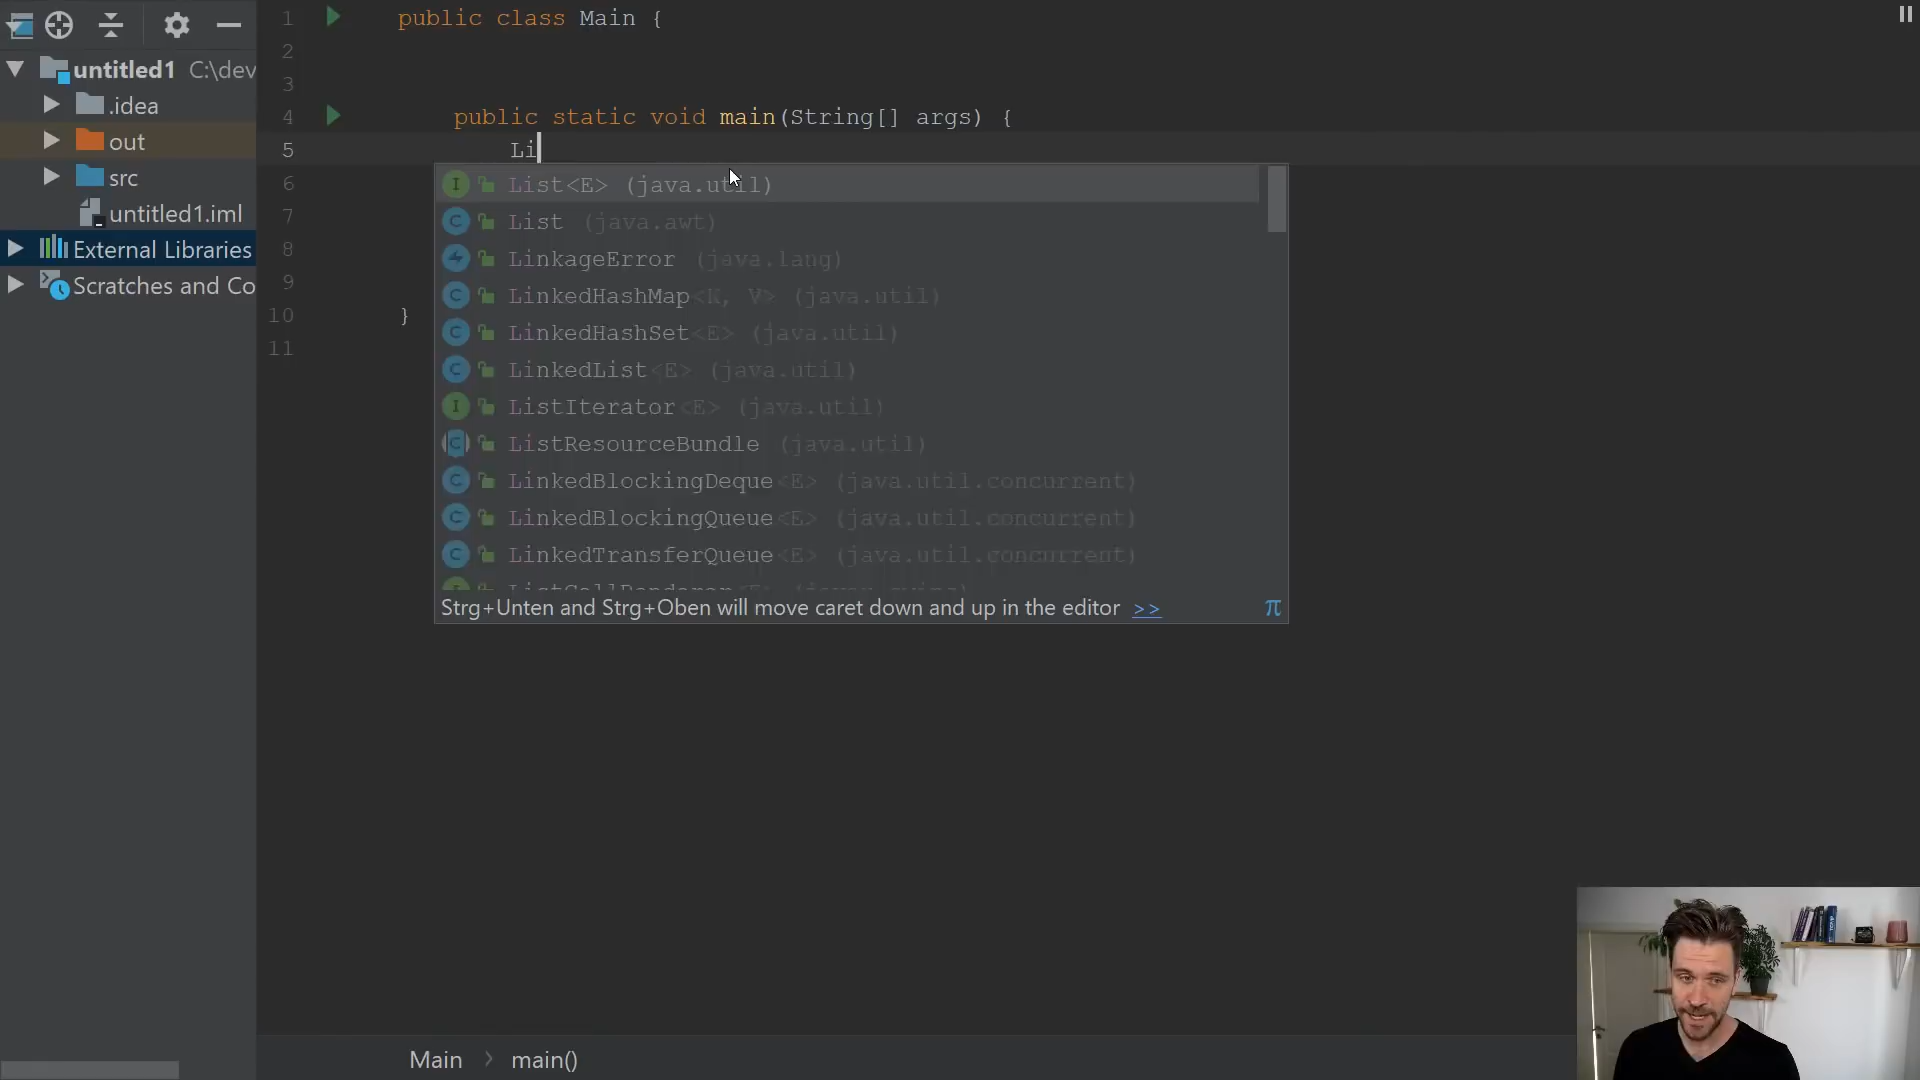 untitled1 C:\dev
.idea
out
src
untitled1.iml
External Libraries
Scratches and Co
1 public class Main {
2
3
4 public static void main(String[] args) {
5 Li
6
7
8
9
10 }
11
List<E> (java.util)
List (java.awt)
LinkageError (java.lang)
LinkedHashMap<K, V> (java.util)
LinkedHashSet<E> (java.util)
LinkedList<E> (java.util)
ListIterator<E> (java.util)
ListResourceBundle (java.util)
LinkedBlockingDeque<E> (java.util.concurrent)
LinkedBlockingQueue<E> (java.util.concurrent)
LinkedTransferQueue<E> (java.util.concurrent)
ListCellRenderer<E> (javax.swing)
Strg+Unten and Strg+Oben will move caret down and up in the editor >> π
Main > main()